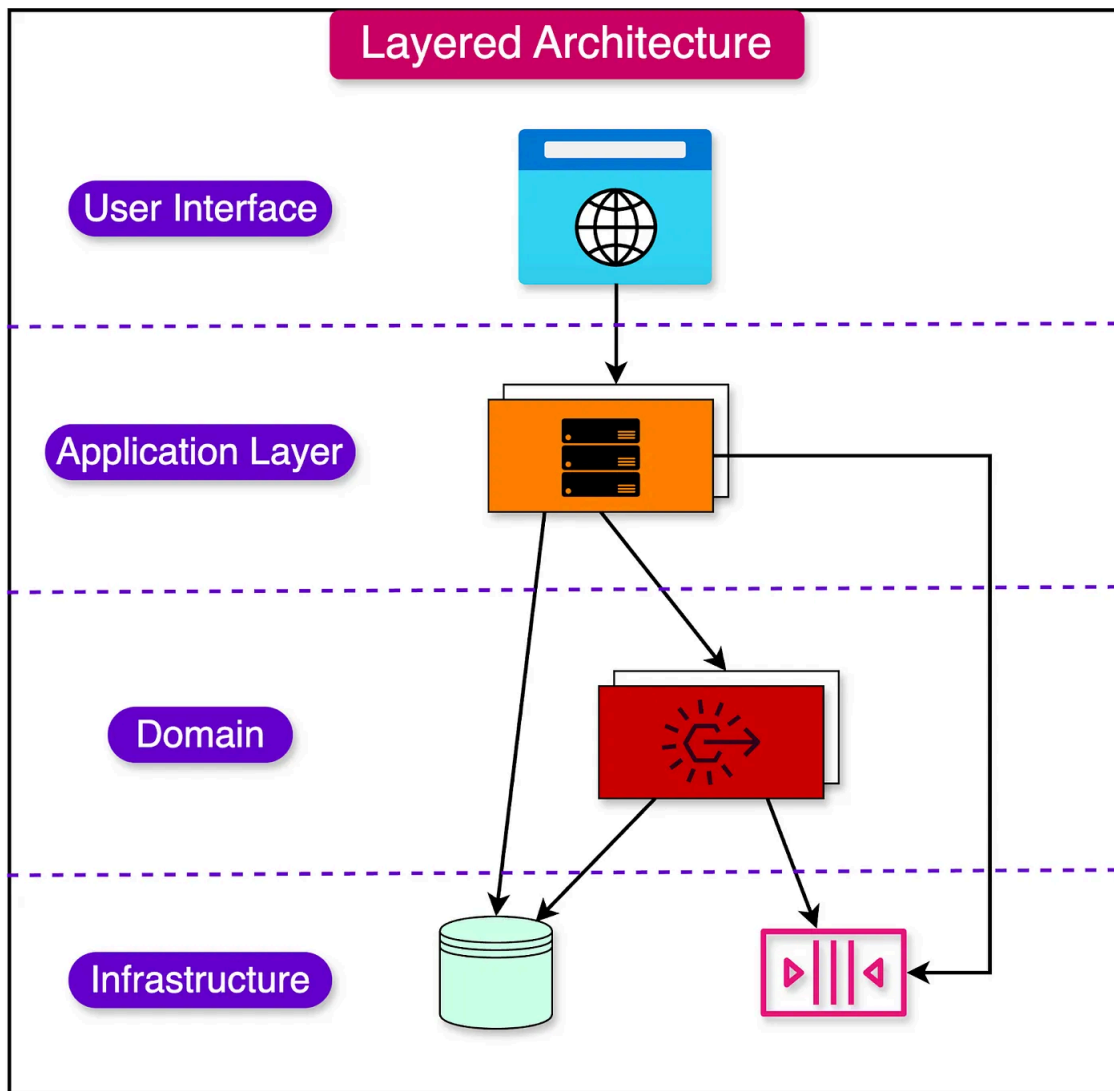 Layered Architecture
User Interface
Application Layer
Domain
Infrastructure